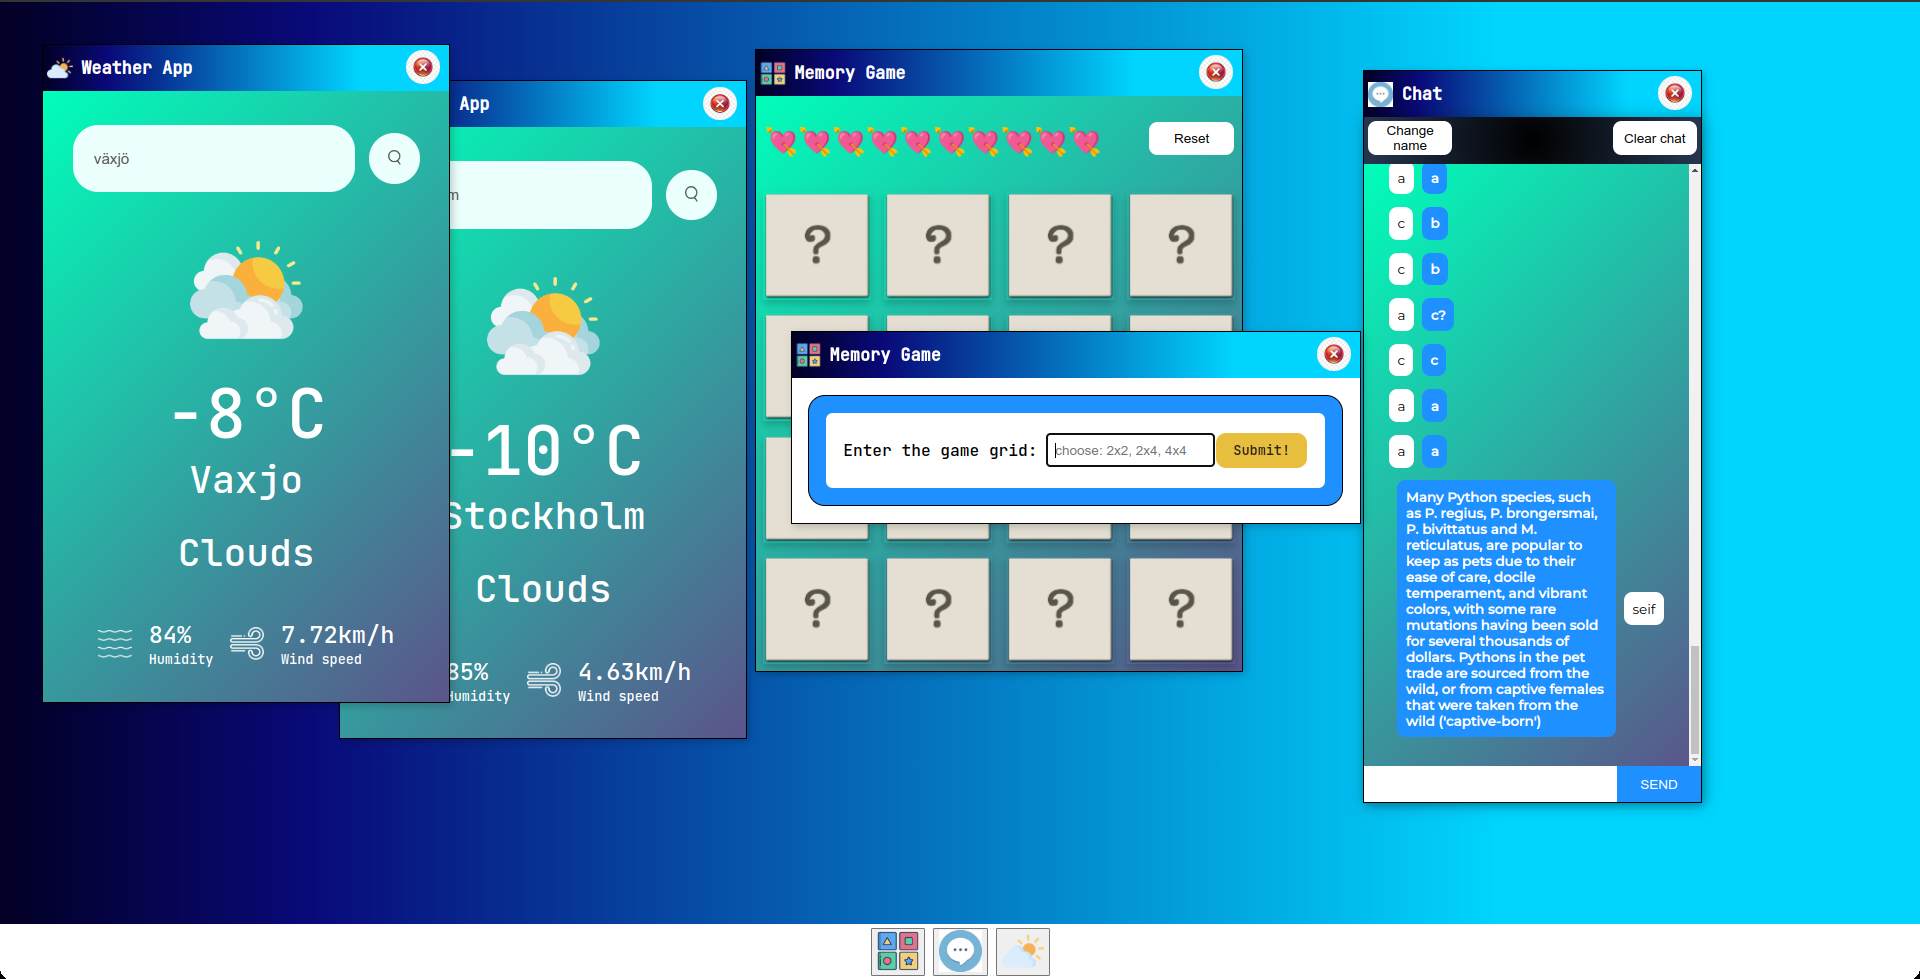 Weather App
växjö
-8°C
Vaxjo
Clouds
84%
Humidity
7.72km/h
Wind speed
App
m
-10°C
Stockholm
Clouds
85%
Humidity
4.63km/h
Wind speed
Memory Game
Reset
?
?
?
?
Memory Game
Enter the game grid:
choose: 2x2, 2x4, 4x4
Submit!
?
?
?
?
Chat
Change
name
Clear chat
a a
c b
c b
a c?
c c
a a
a a
Many Python species, such
as P. regius, P. brongersmai,
P. bivittatus and M.
reticulatus, are popular to
keep as pets due to their
ease of care, docile
temperament, and vibrant
colors, with some rare
mutations having been sold
for several thousands of
dollars. Pythons in the pet
trade are sourced from the
wild, or from captive females
that were taken from the
wild ('captive-born')
seif
SEND